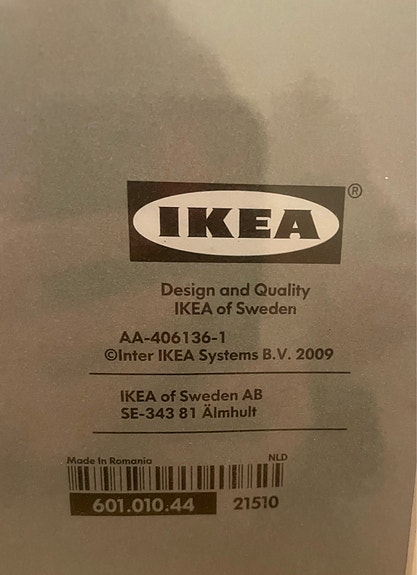 IKEA®
Design and Quality
IKEA of Sweden
AA-406136-1
©Inter IKEA Systems B.V. 2009
IKEA of Sweden AB
SE-343 81 Älmhult
Made in Romania NLD
601.010.44 21510